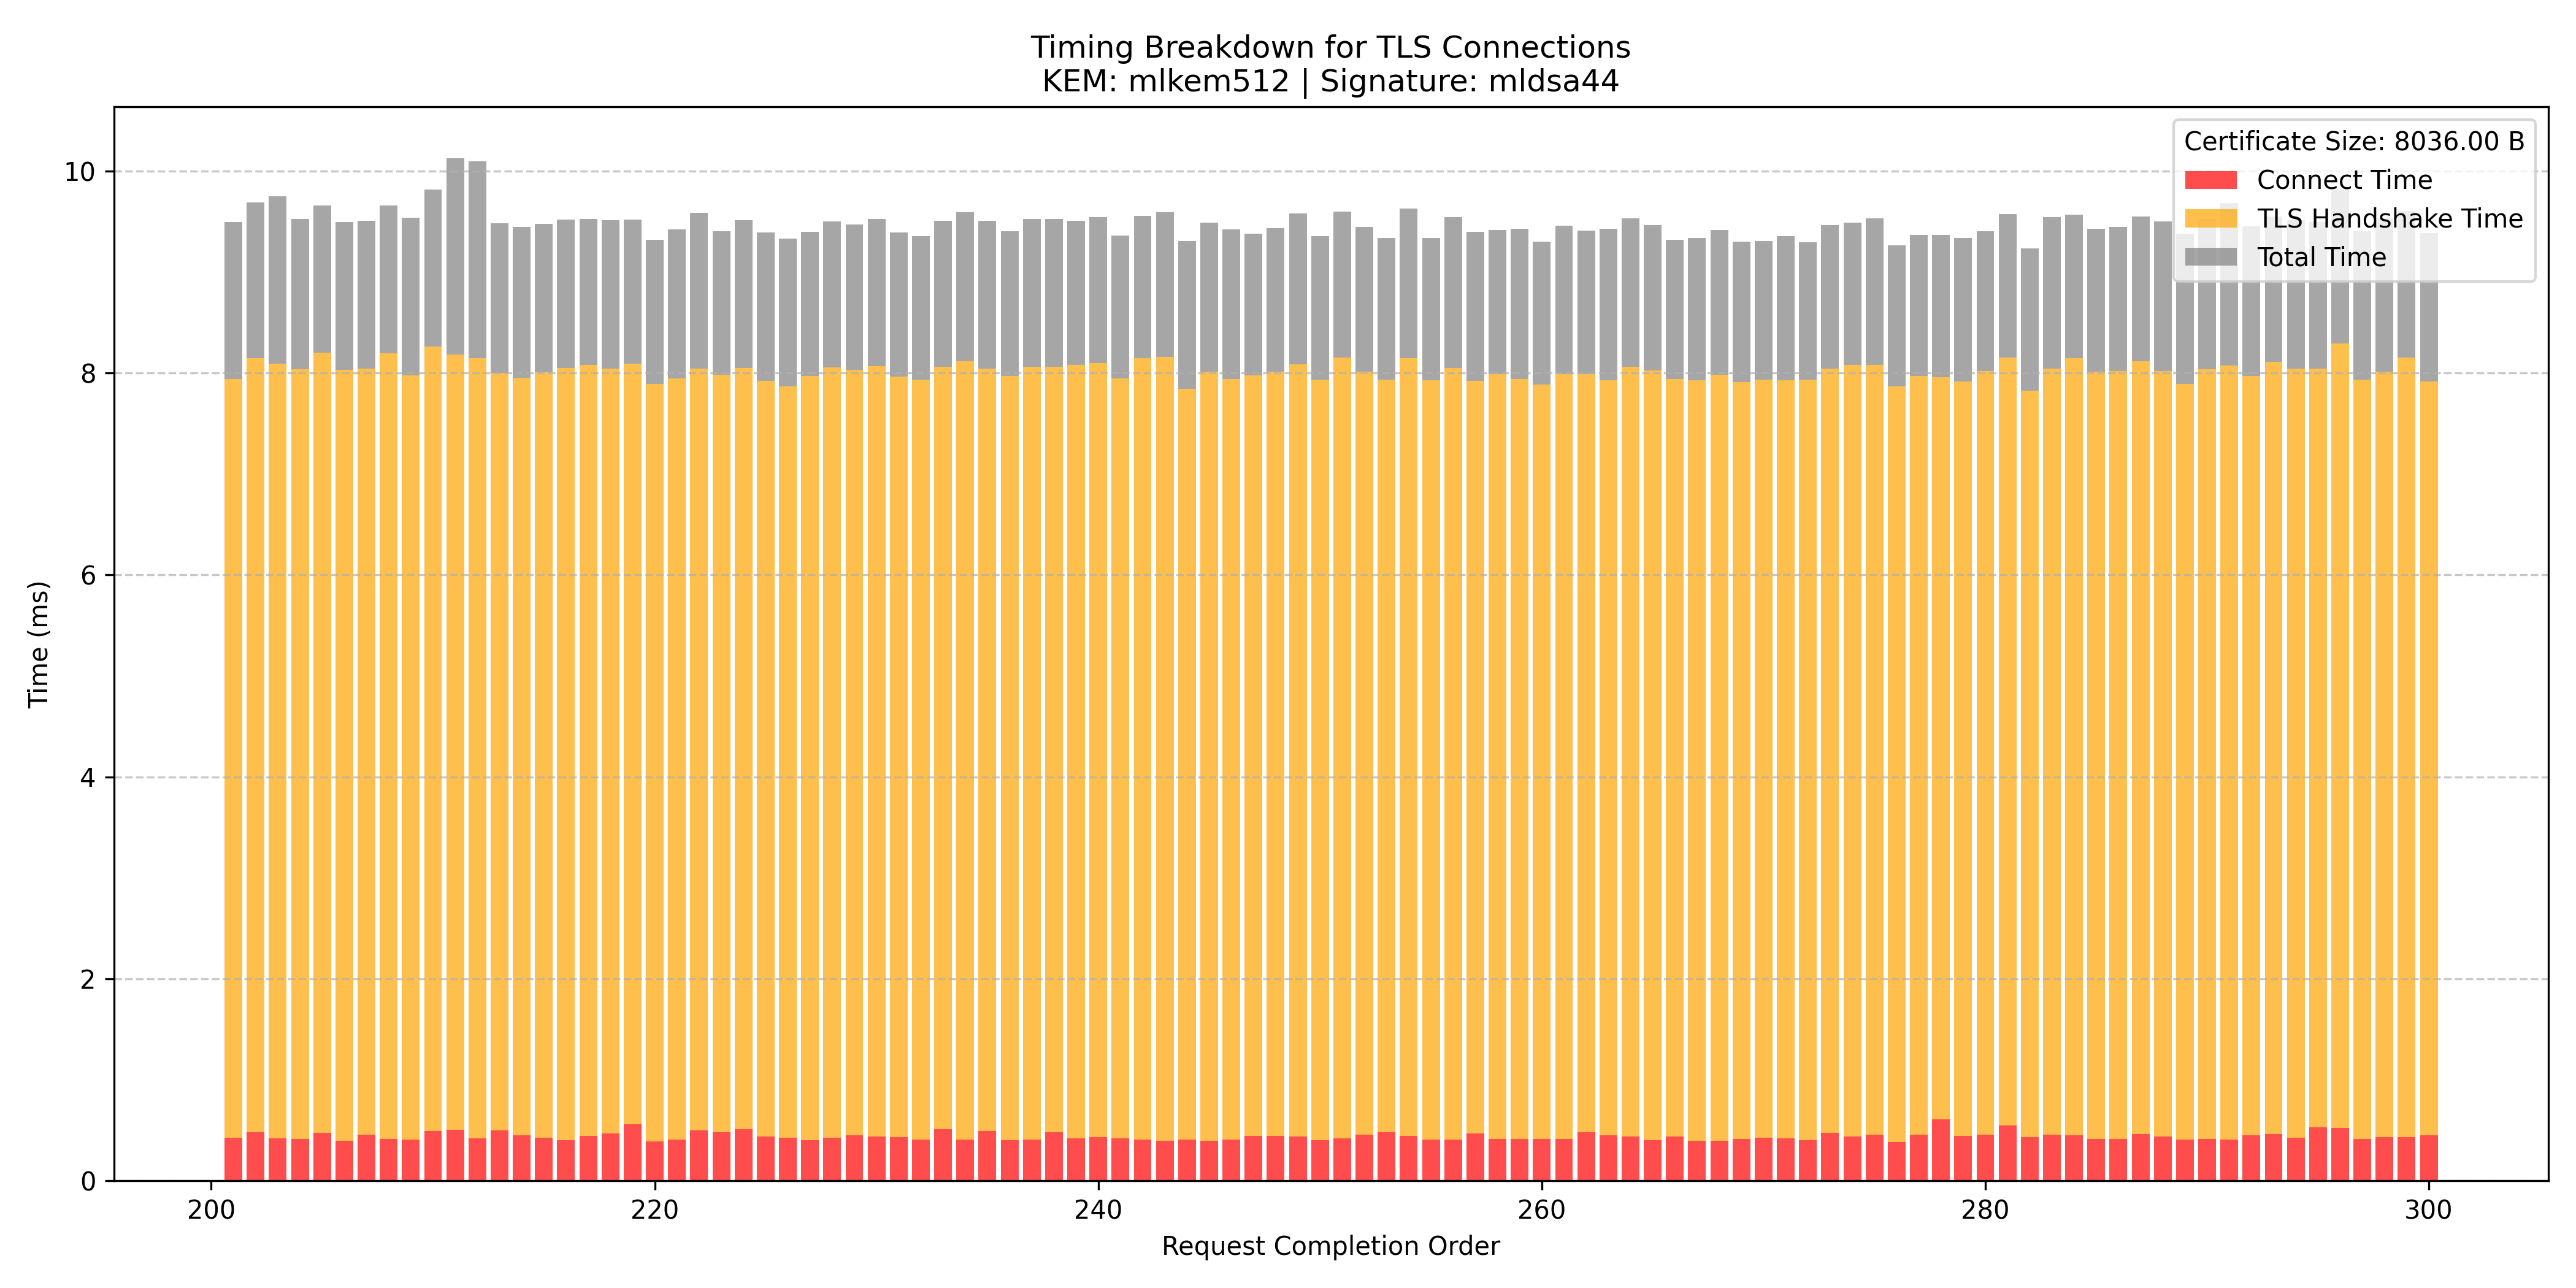 Timing Breakdown for TLS Connections
KEM: mlkem512 | Signature: mldsa44
Certificate Size: 8036.00 B
Connect Time
TLS Handshake Time
Total Time
Time (ms)
10
8
6
4
2
0
200 220 240 260 280 300
Request Completion Order